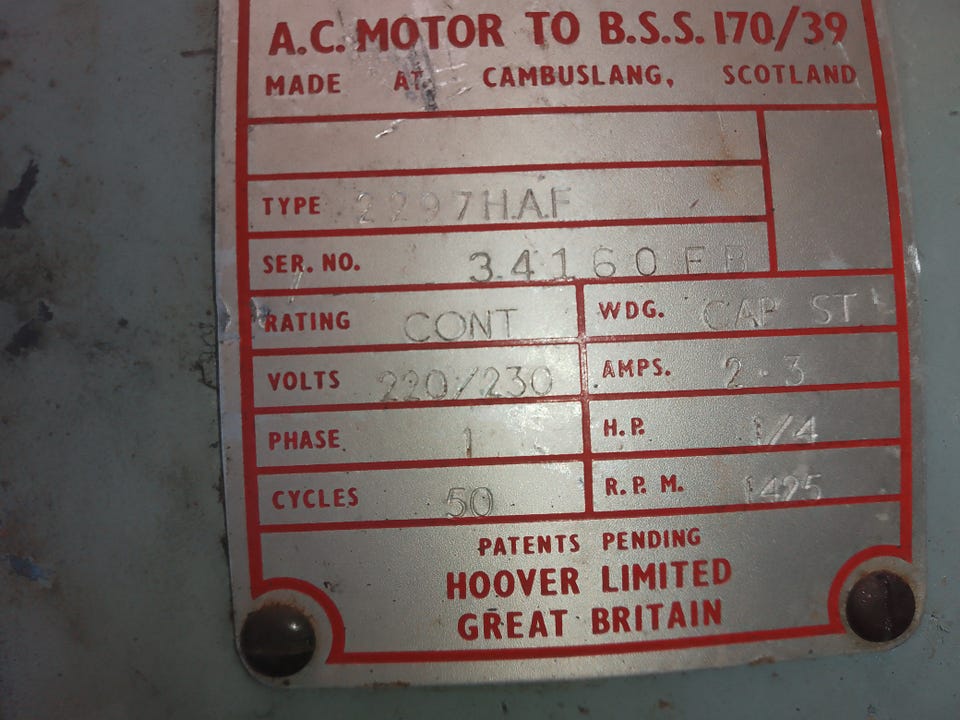 A.C. MOTOR TO B.S.S. 170/39
MADE AT CAMBUSLANG, SCOTLAND
TYPE 2297H.A.F
SER. NO. 34160FB
RATING CONT WDG. CAP ST
VOLTS 220/230 AMPS. 2.3
PHASE 1 H.P. 1/4
CYCLES 50 R.P.M. 1425
PATENTS PENDING
HOOVER LIMITED
GREAT BRITAIN